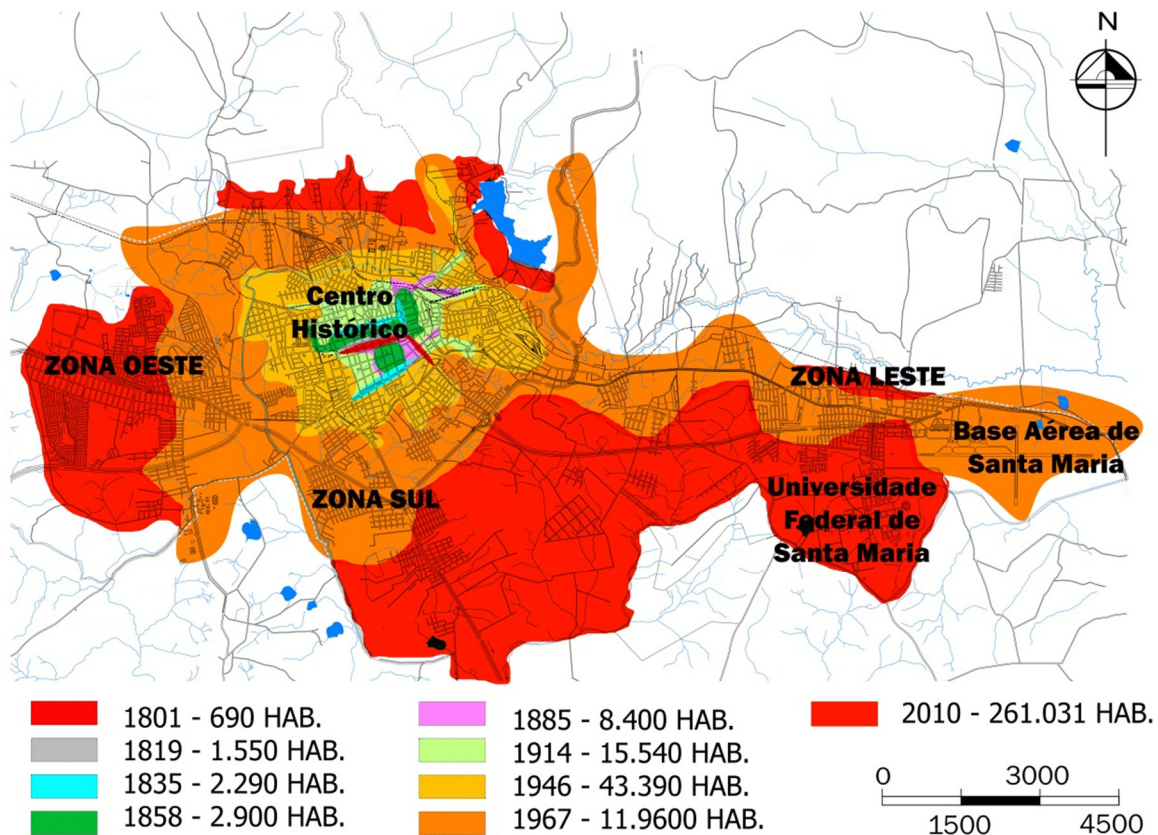 N
Centro
Histórico
ZONA OESTE
ZONA LESTE
Base Aérea de
Santa Maria
ZONA SUL
Universidade
Federal de
Santa Maria
1801 - 690 HAB.
1819 - 1.550 HAB.
1835 - 2.290 HAB.
1858 - 2.900 HAB.
1885 - 8.400 HAB.
1914 - 15.540 HAB.
1946 - 43.390 HAB.
1967 - 11.9600 HAB.
2010 - 261.031 HAB.
0 3000
1500 4500